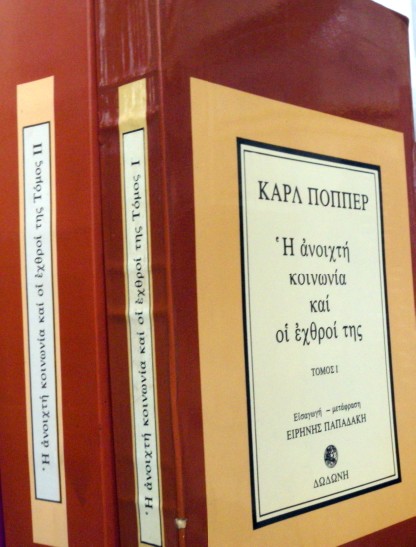 Ἡ ἀνοιχτή κοινωνία καί οἱ ἐχθροί της Τόμος II
Ἡ ἀνοιχτή κοινωνία καί οἱ ἐχθροί της Τόμος I
ΚΑΡΛ ΠΟΠΠΕΡ
Ἡ ἀνοιχτή
κοινωνία
καί
οἱ ἐχθροί της
ΤΟΜΟΣ I
Εἰσαγωγή – μετάφραση
ΕΙΡΗΝΗΣ ΠΑΠΑΔΑΚΗ
ΔΩΔΩΝΗ